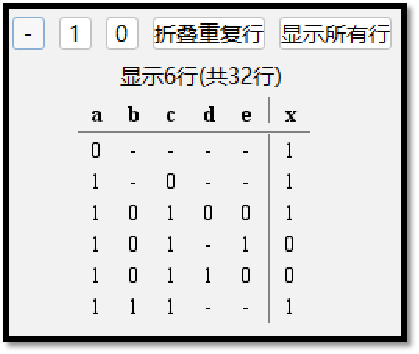 - 1 0 折叠重复行 显示所有行
显示6行(共32行)
a b c d e x
0 - - - - 1
1 - 0 - - 1
1 0 1 0 0 1
1 0 1 - 1 0
1 0 1 1 0 0
1 1 1 - - 1